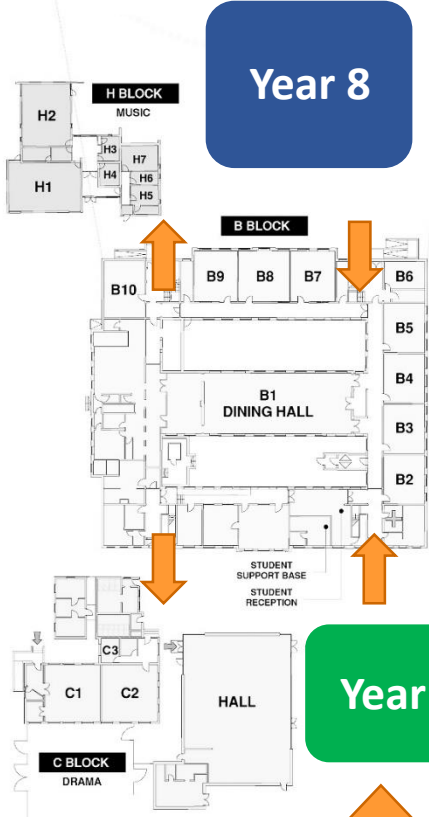 Year 8
H BLOCK
MUSIC
H2
H3
H7
H4
H6
H1
H5
B BLOCK
B10
B9
B8
B7
B6
B5
B1
DINING HALL
B4
B3
B2
STUDENT
SUPPORT BASE
STUDENT
RECEPTION
C3
C1
C2
HALL
Year
C BLOCK
DRAMA